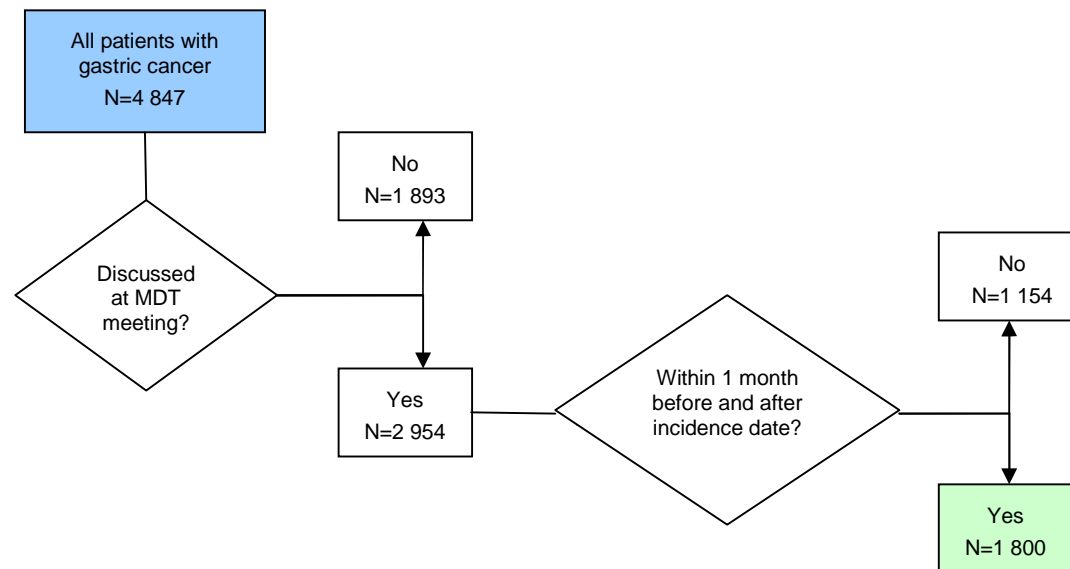 All patients with
gastric cancer
N=4 847
No
N=1 893
Discussed
at MDT
meeting?
Yes
N=2 954
Within 1 month
before and after
incidence date?
No
N=1 154
Yes
N=1 800